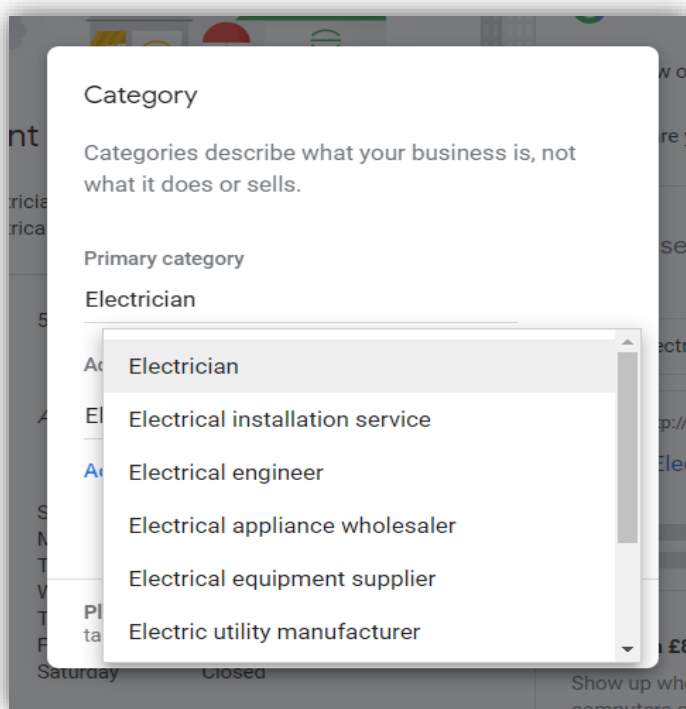 Category
Categories describe what your business is, not
what it does or sells.
Primary category
Electrician
Electrician
Electrical installation service
Electrical engineer
Electrical appliance wholesaler
Electrical equipment supplier
Electric utility manufacturer
Saturday Closed
Show up